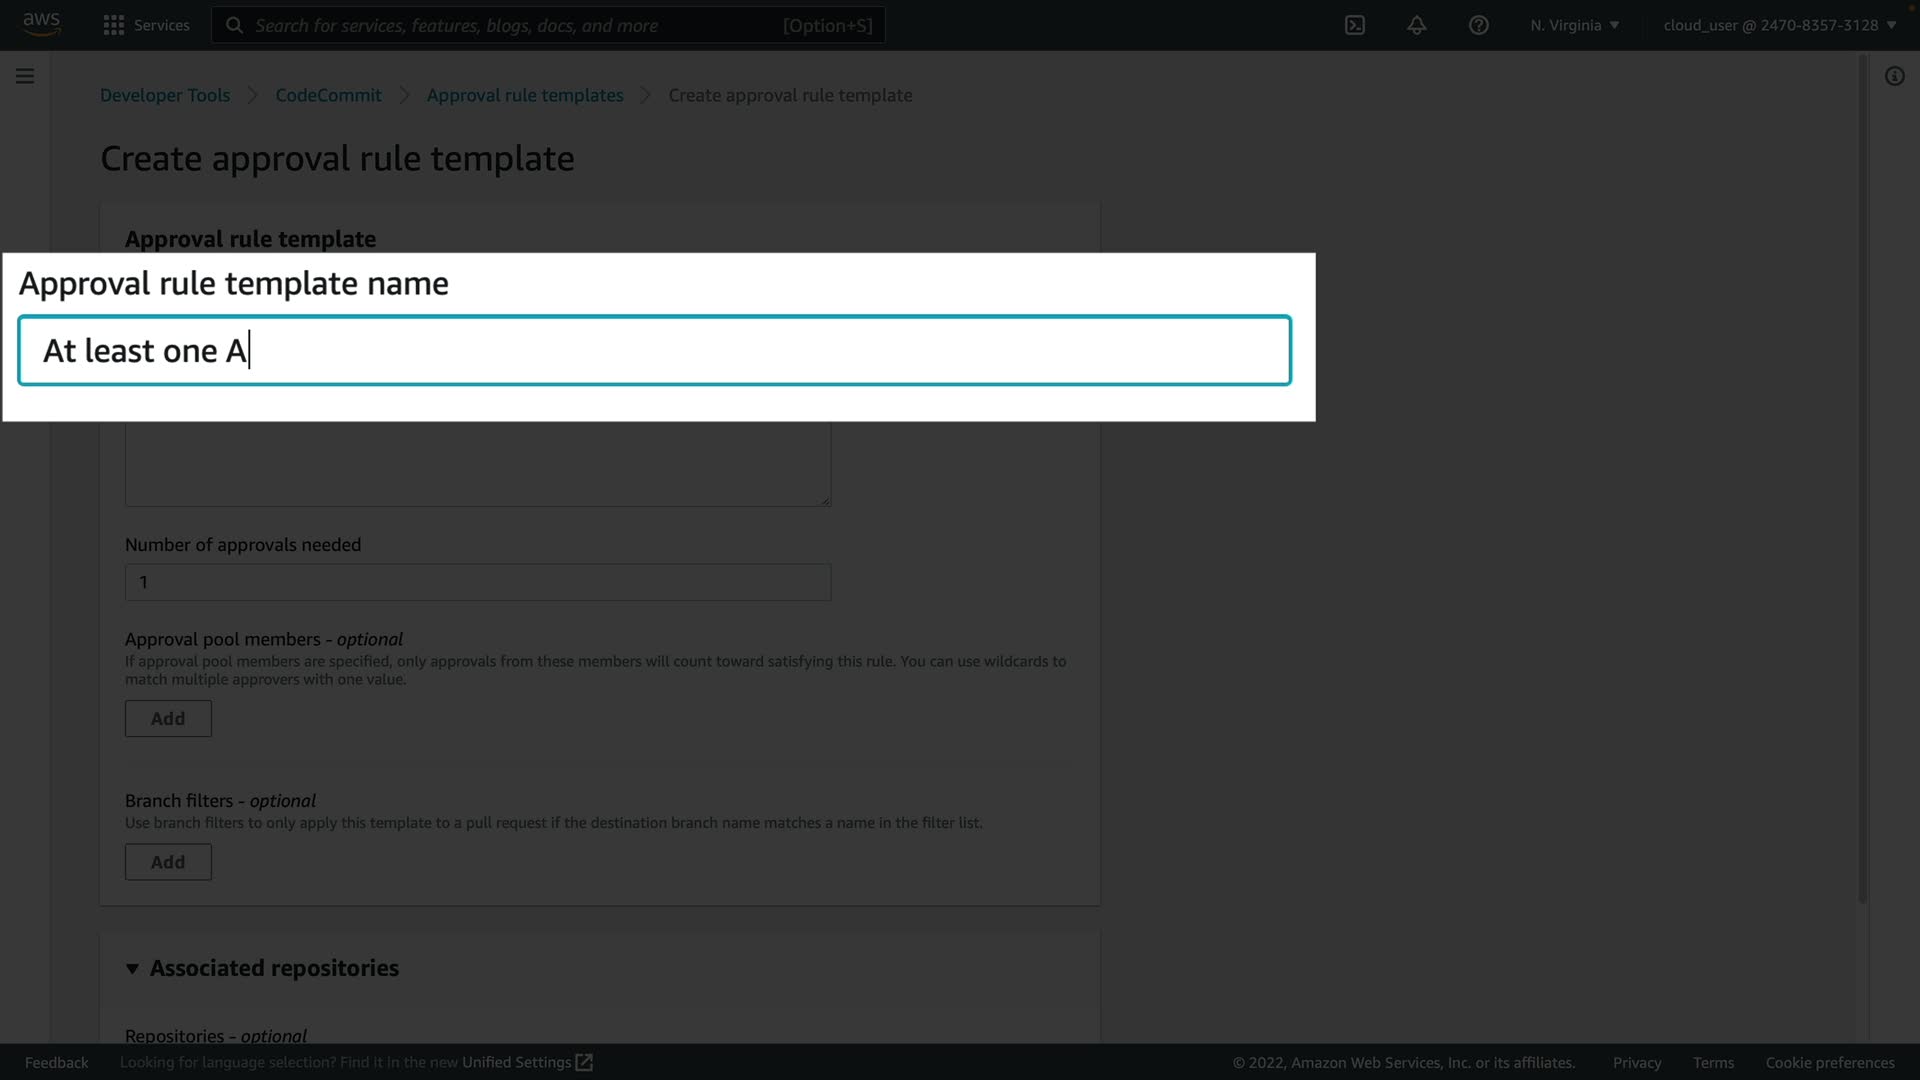 aws Services Search for services, features, blogs, docs, and more [Option+S] N. Virginia cloud_user @ 2470-8357-3128
Developer Tools CodeCommit Approval rule templates Create approval rule template
Create approval rule template
Approval rule template
Approval rule template name
At least one A
Number of approvals needed
1
Approval pool members - optional
If approval pool members are specified, only approvals from these members will count toward satisfying this rule. You can use wildcards to
match multiple approvers with one value.
Add
Branch filters - optional
Use branch filters to only apply this template to a pull request if the destination branch name matches a name in the filter list.
Add
Associated repositories
Repositories - optional
Feedback Looking for language selection? Find it in the new Unified Settings © 2022, Amazon Web Services, Inc. or its affiliates. Privacy Terms Cookie preferences